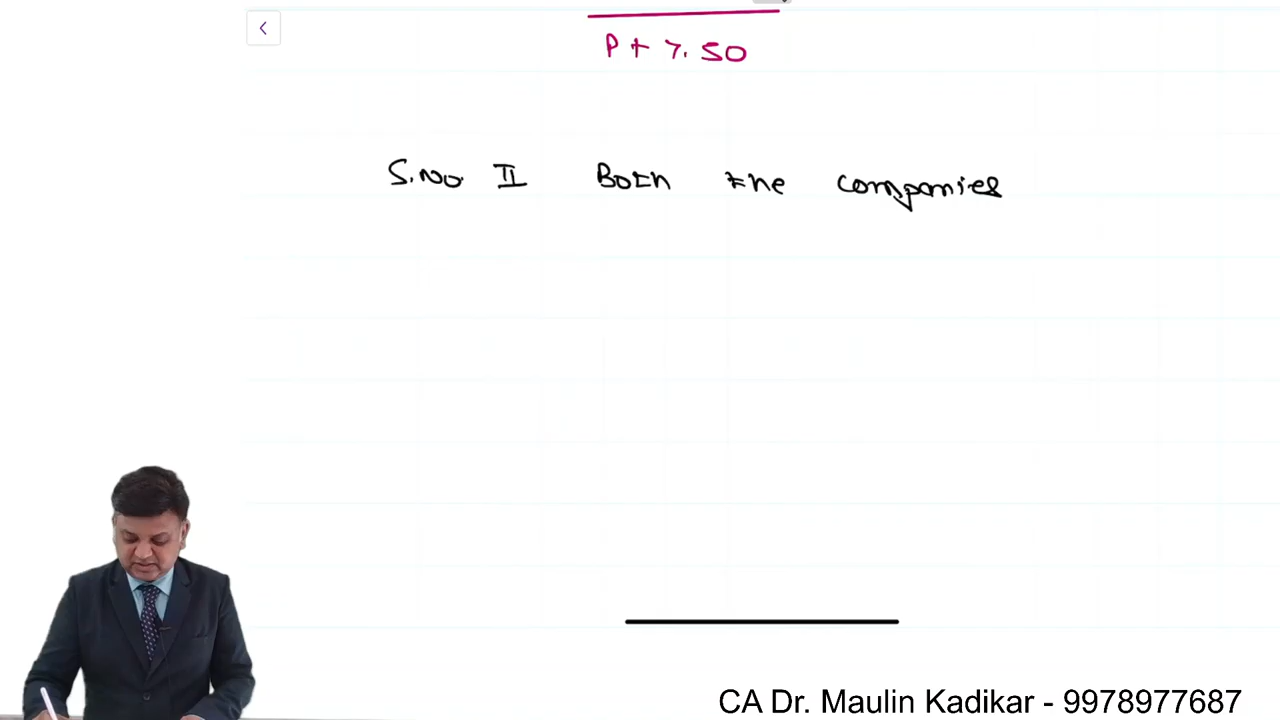 P + 7.50
S.No. II Both the companies
CA Dr. Maulin Kadikar - 9978977687